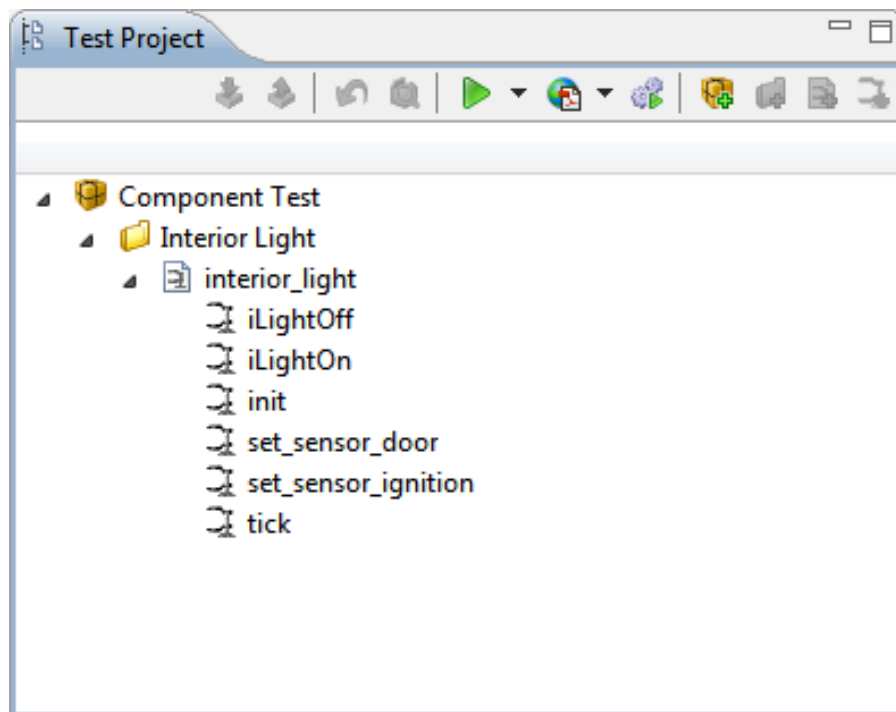 Test Project
Component Test
Interior Light
interior_light
iLightOff
iLightOn
init
set_sensor_door
set_sensor_ignition
tick